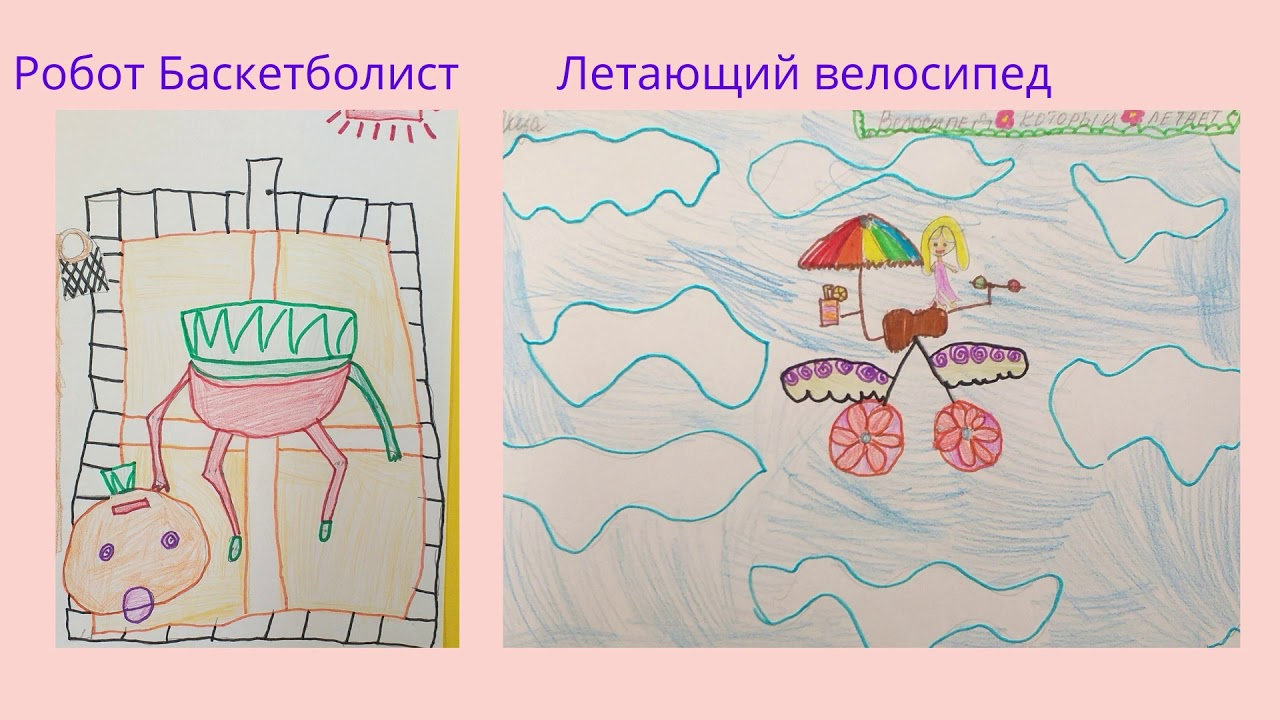 Робот Баскетболист
Летающий велосипед
Велосипед который летает